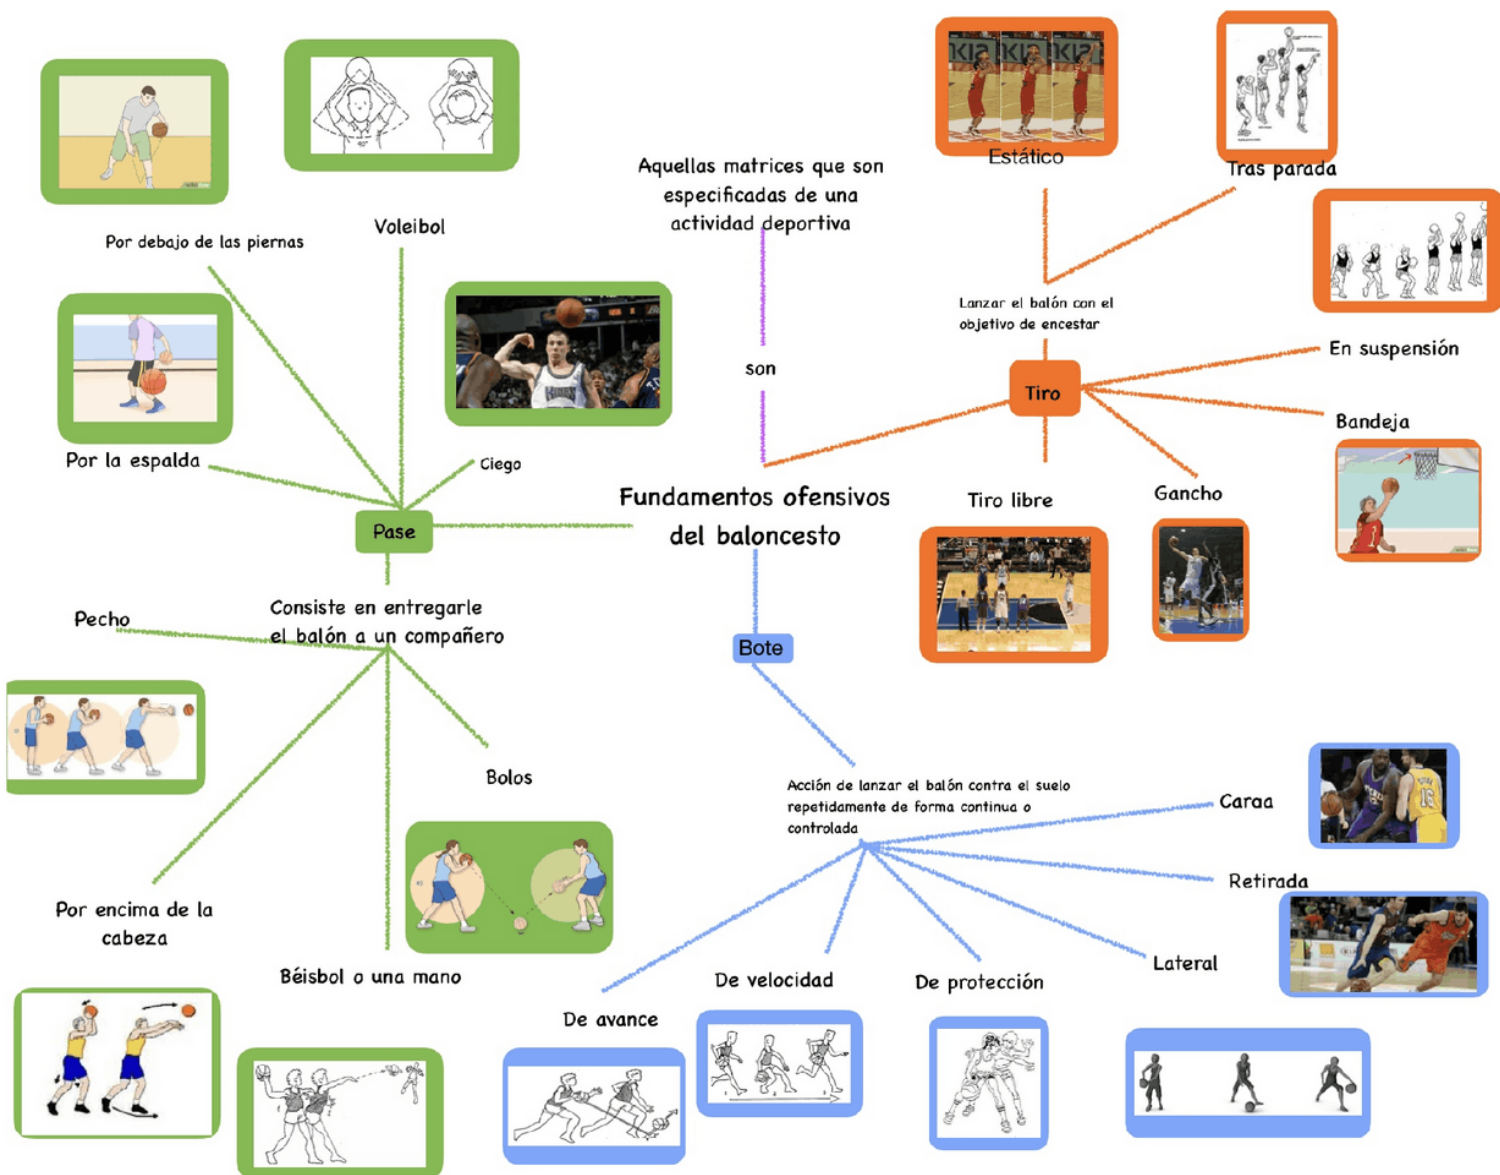 Estático
Tras parada
Aquellas matrices que son
especificadas de una
actividad deportiva
Voleibol
Por debajo de las piernas
Lanzar el balón con el
objetivo de encestar
En suspensión
son
Tiro
Bandeja
Por la espalda
Ciego
Fundamentos ofensivos
del baloncesto
Tiro libre
Gancho
Pase
Consiste en entregarle
el balón a un compañero
Pecho
Bote
Bolos
Acción de lanzar el balón contra el suelo
repetidamente de forma continua o
controlada
Caraa
Retirada
Por encima de la
cabeza
Béisbol o una mano
De avance
De velocidad
De protección
Lateral
16
1
2
3